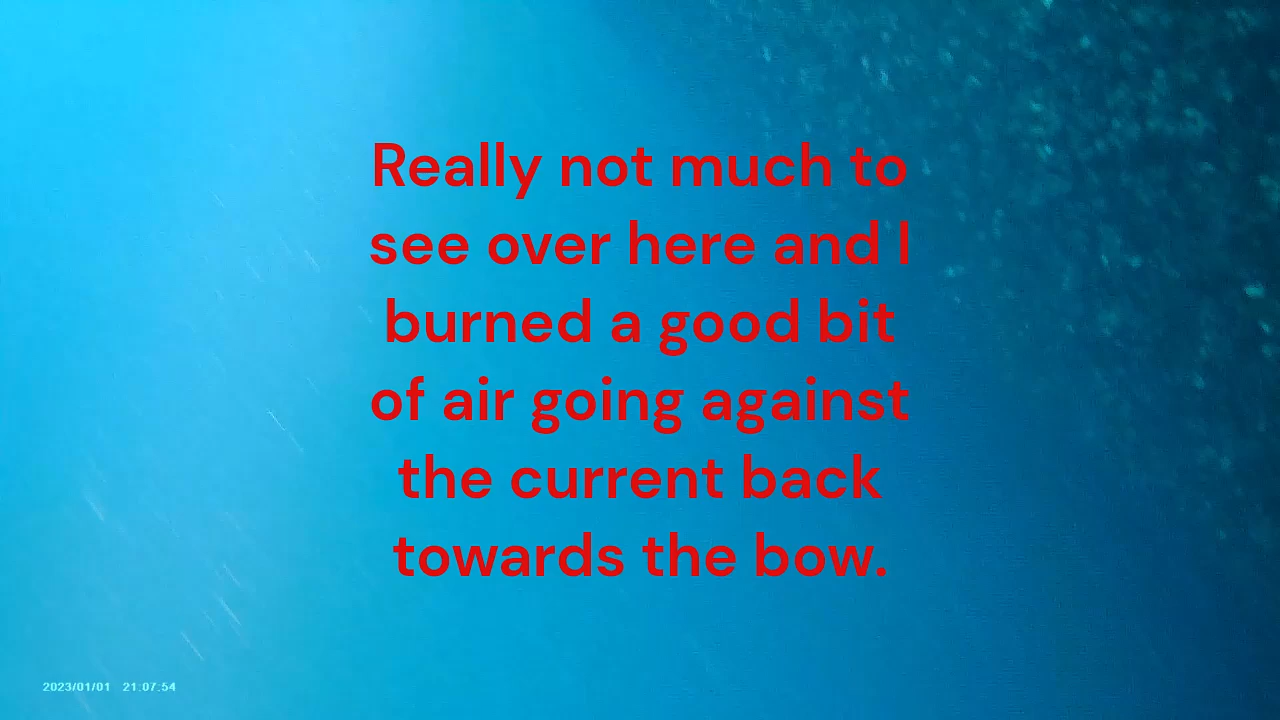 Really not much to
see over here and I
burned a good bit
of air going against
the current back
towards the bow.
2023/01/01 21:07:54